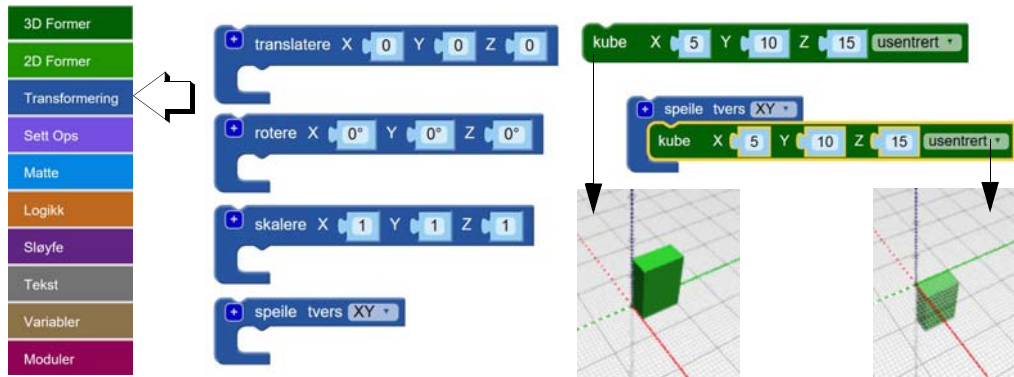 3D Former
2D Former
Transformering
Sett Ops
Matte
Logikk
Sløyfe
Tekst
Variabler
Moduler
+ translatere X 0 Y 0 Z 0
+ rotere X 0° Y 0° Z 0°
+ skalere X 1 Y 1 Z 1
+ speile tvers XY
kube X 5 Y 10 Z 15 usentrert
+ speile tvers XY
kube X 5 Y 10 Z 15 usentrert